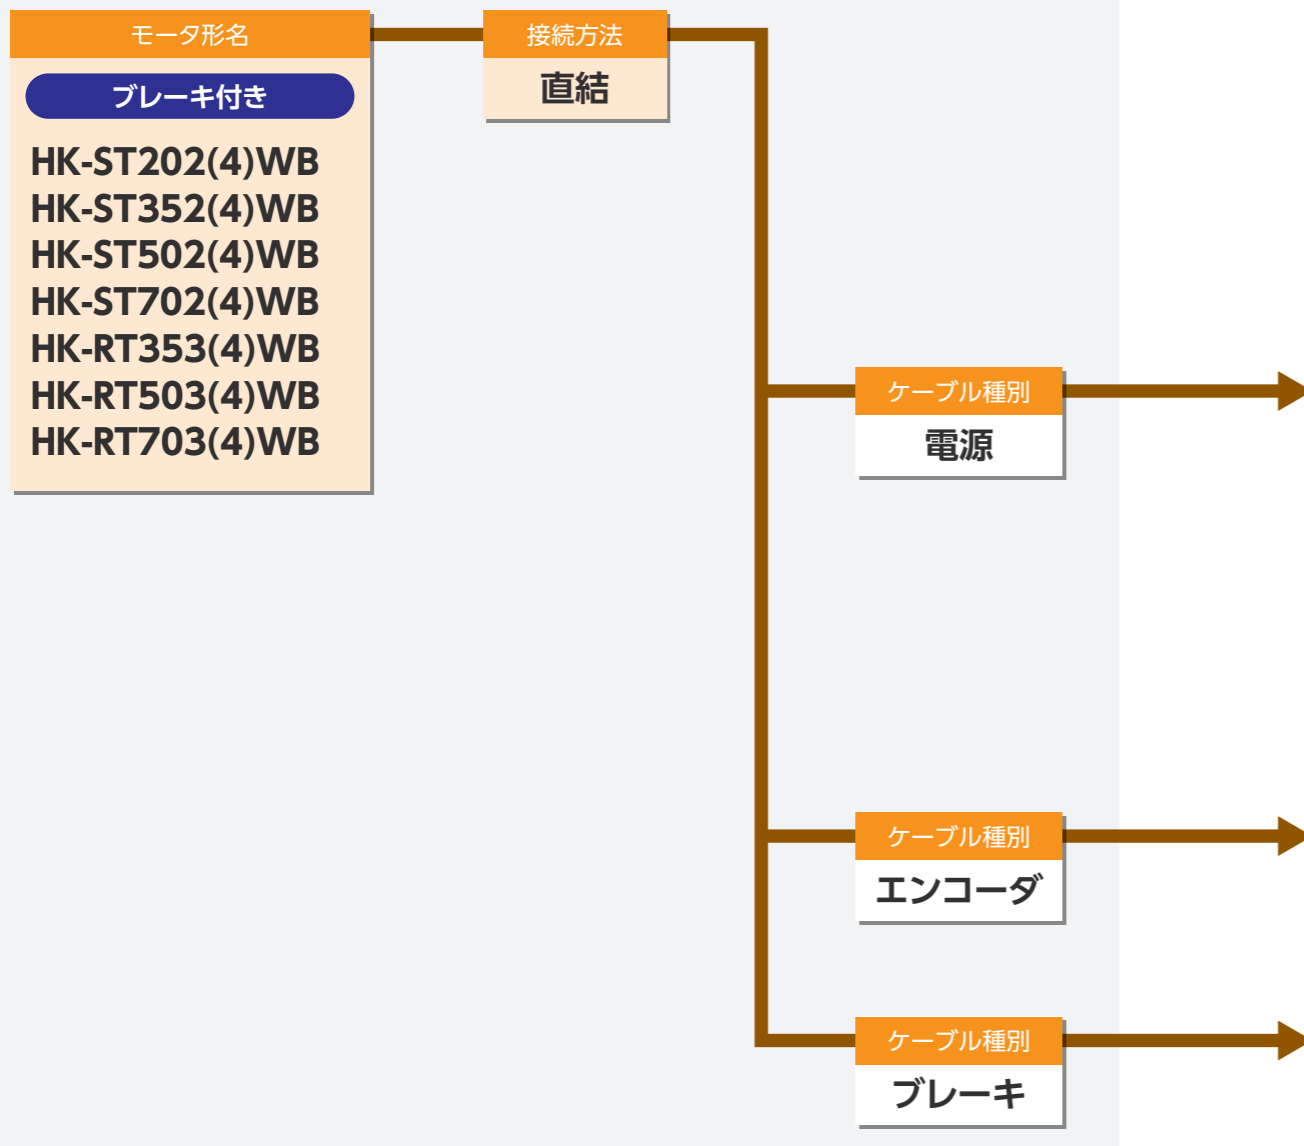 モータ形名
ブレーキ付き
HK-ST202(4)WB
HK-ST352(4)WB
HK-ST502(4)WB
HK-ST702(4)WB
HK-RT353(4)WB
HK-RT503(4)WB
HK-RT703(4)WB
接続方法
直結
ケーブル種別
電源
ケーブル種別
エンコーダ
ケーブル種別
ブレーキ